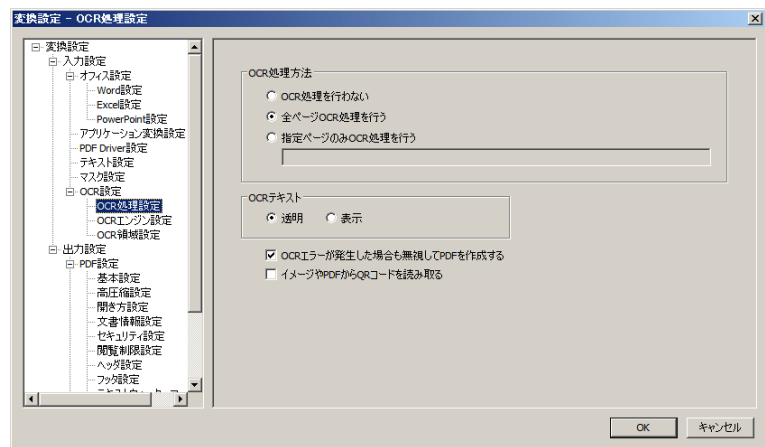 変換設定 - OCR処理設定
変換設定
入力設定
オフィス設定
Word設定
Excel設定
PowerPoint設定
アプリケーション変換設定
PDF Driver設定
テキスト設定
マスク設定
OCR設定
OCR処理設定
OCRエンジン設定
OCR領域設定
出力設定
PDF設定
基本設定
高圧縮設定
開き方設定
文書情報設定
セキュリティ設定
閲覧制限設定
ヘッダ設定
フッタ設定
OCR処理方法
OCR処理を行わない
全ページOCR処理を行う
指定ページのみOCR処理を行う
OCRテキスト
透明 表示
OCRエラーが発生した場合も無視してPDFを作成する
イメージやPDFからQRコードを読み取る
OK キャンセル